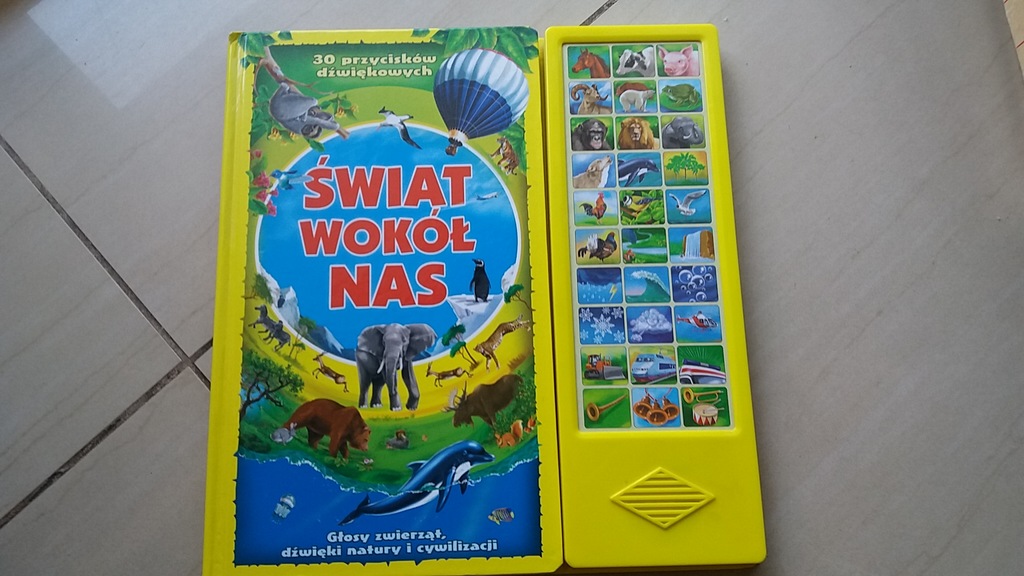 30 przycisków
dźwiękowych
ŚWIAT
WOKÓŁ
NAS
Głosy zwierząt,
dźwięki natury i cywilizacji